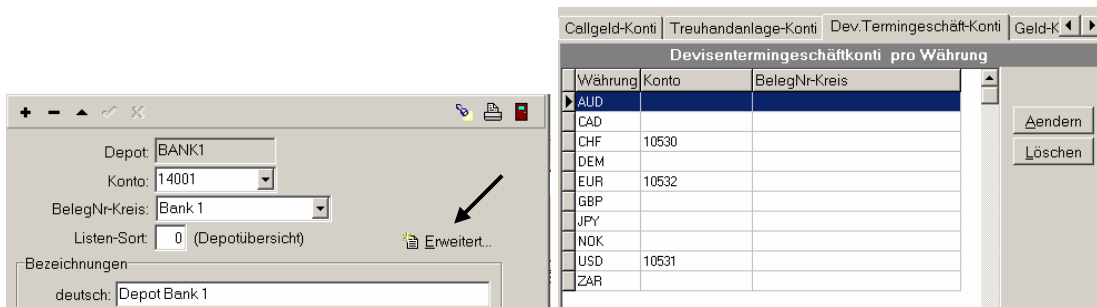 Depot: BANK1
Konto: 14001
BelegNr-Kreis: Bank 1
Listen-Sort: 0 (Depotübersicht)
Erweitert...
Bezeichnungen
deutsch: Depot Bank 1
Callgeld-Konti Treuhandanlage-Konti Dev.Termingeschäft-Konti Geld-K
Devisentermingeschäftkonti pro Währung
Währung Konto BelegNr-Kreis
AUD
CAD
CHF 10530
DEM
EUR 10532
GBP
JPY
NOK
USD 10531
ZAR
Aendern
Löschen